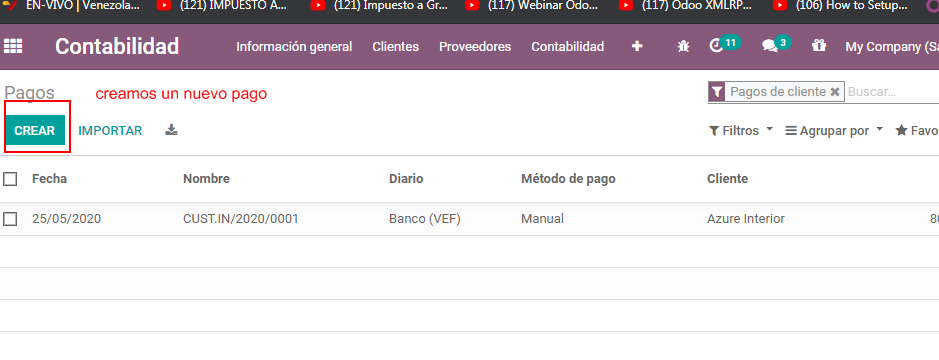 EN-VIVO | Venezola... (121) IMPUESTO A... (121) Impuesto a Gr... (117) Webinar Odo... (117) Odoo XMLRP... (106) How to Setup...
Contabilidad Información general Clientes Proveedores Contabilidad + 11 3 My Company (Sa
Pagos creamos un nuevo pago Pagos de cliente Buscar...
CREAR IMPORTAR Filtros Agrupar por Favo
Fecha Nombre Diario Método de pago Cliente
25/05/2020 CUST.IN/2020/0001 Banco (VEF) Manual Azure Interior 80